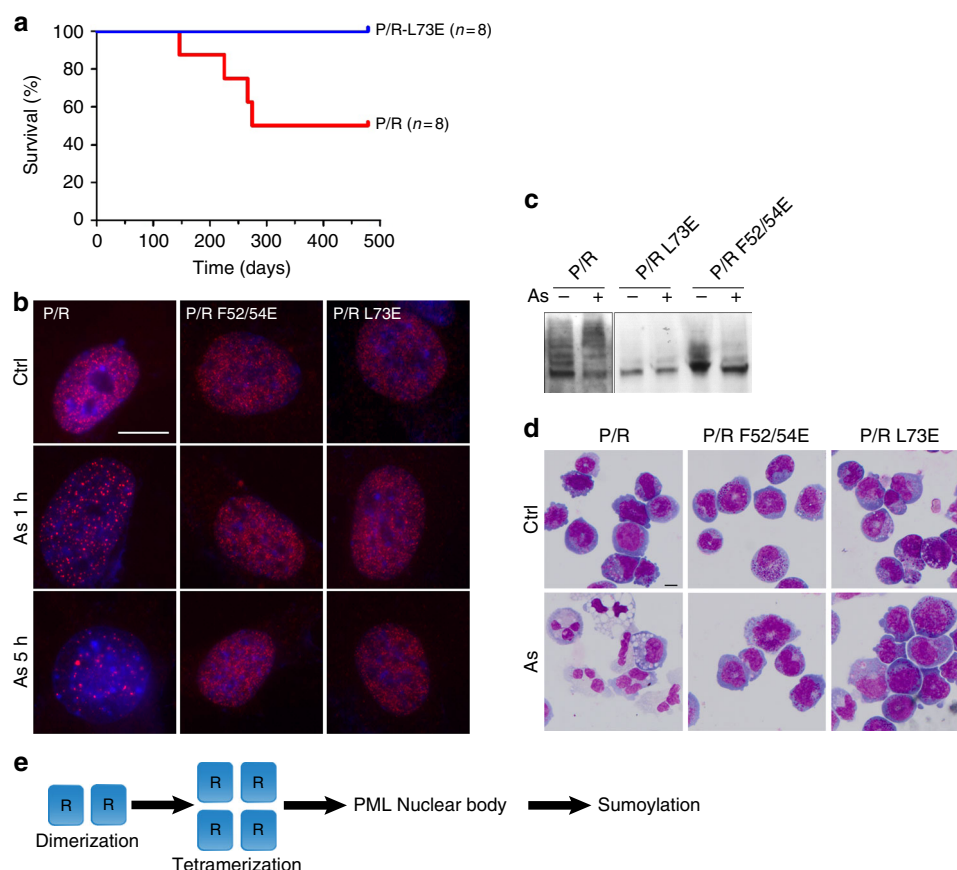 a
100
80
60
40
20
0
Survival (%)
0 100 200 300 400 500
Time (days)
P/R-L73E (n=8)
P/R (n=8)
b
P/R P/R F52/54E P/R L73E
Ctrl
As 1 h
As 5 h
c
P/R P/R L73E P/R F52/54E
As – + – + – +
d
P/R P/R F52/54E P/R L73E
Ctrl
As
e
R R
Dimerization
R R
R R
Tetramerization
PML Nuclear body
Sumoylation